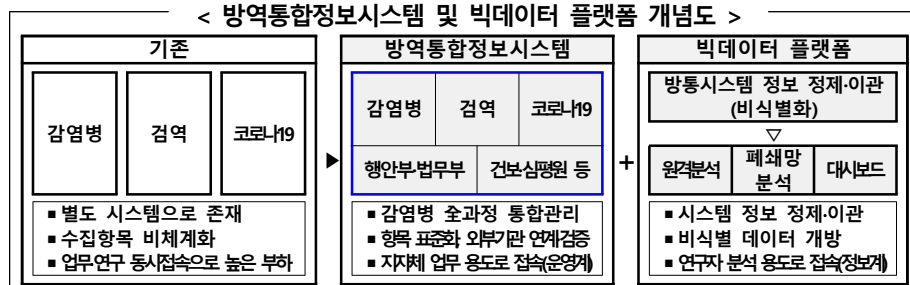 < 방역통합정보시스템 및 빅데이터 플랫폼 개념도 >
기존
감염병
검역
코로나19
■ 별도 시스템으로 존재
■ 수집항목 비체계화
■ 업무연구 동시접속으로 높은 부하
▶
방역통합정보시스템
감염병
검역
코로나19
행안부·법무부
건보·심평원 등
■ 감염병 全과정 통합관리
■ 항목 표준화, 외부기관 연계·검증
■ 지자체 업무 용도로 접속(운영계)
+
빅데이터 플랫폼
방통시스템 정보 정제·이관
(비식별화)
▽
원격분석
폐쇄망
분석
대시보드
■ 시스템 정보 정제·이관
■ 비식별 데이터 개방
■ 연구자 분석 용도로 접속(정보계)